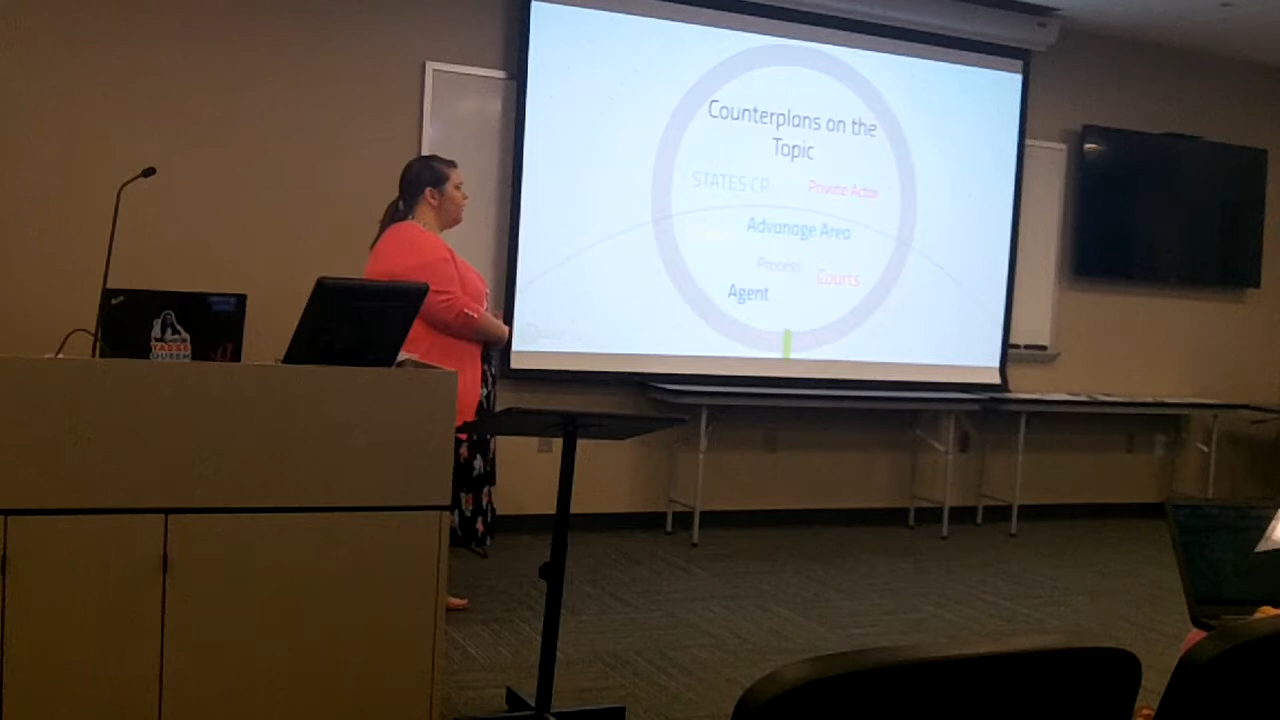 Counterplans on the
Topic
STATES CP Private Actor
Advanage Area
Process Courts
Agent
YASSS
QUEEN